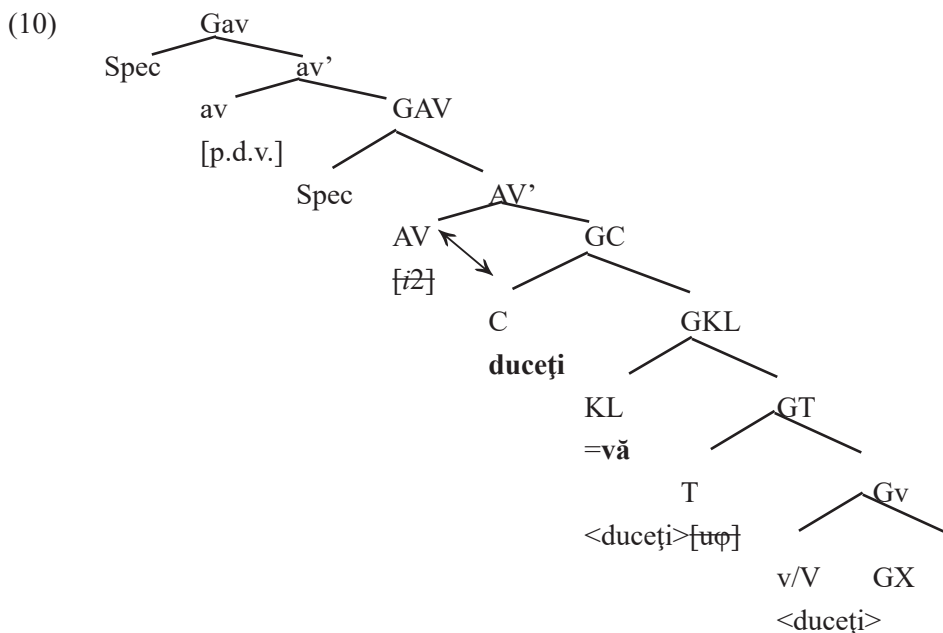 (10) Gav
Spec av’
av GAV
[p.d.v.]
Spec AV’
AV GC
[i2]
C GKL
duceţi
KL GT
=vă
T Gv
<duceţi>[uφ]
v/V GX
<duceţi>